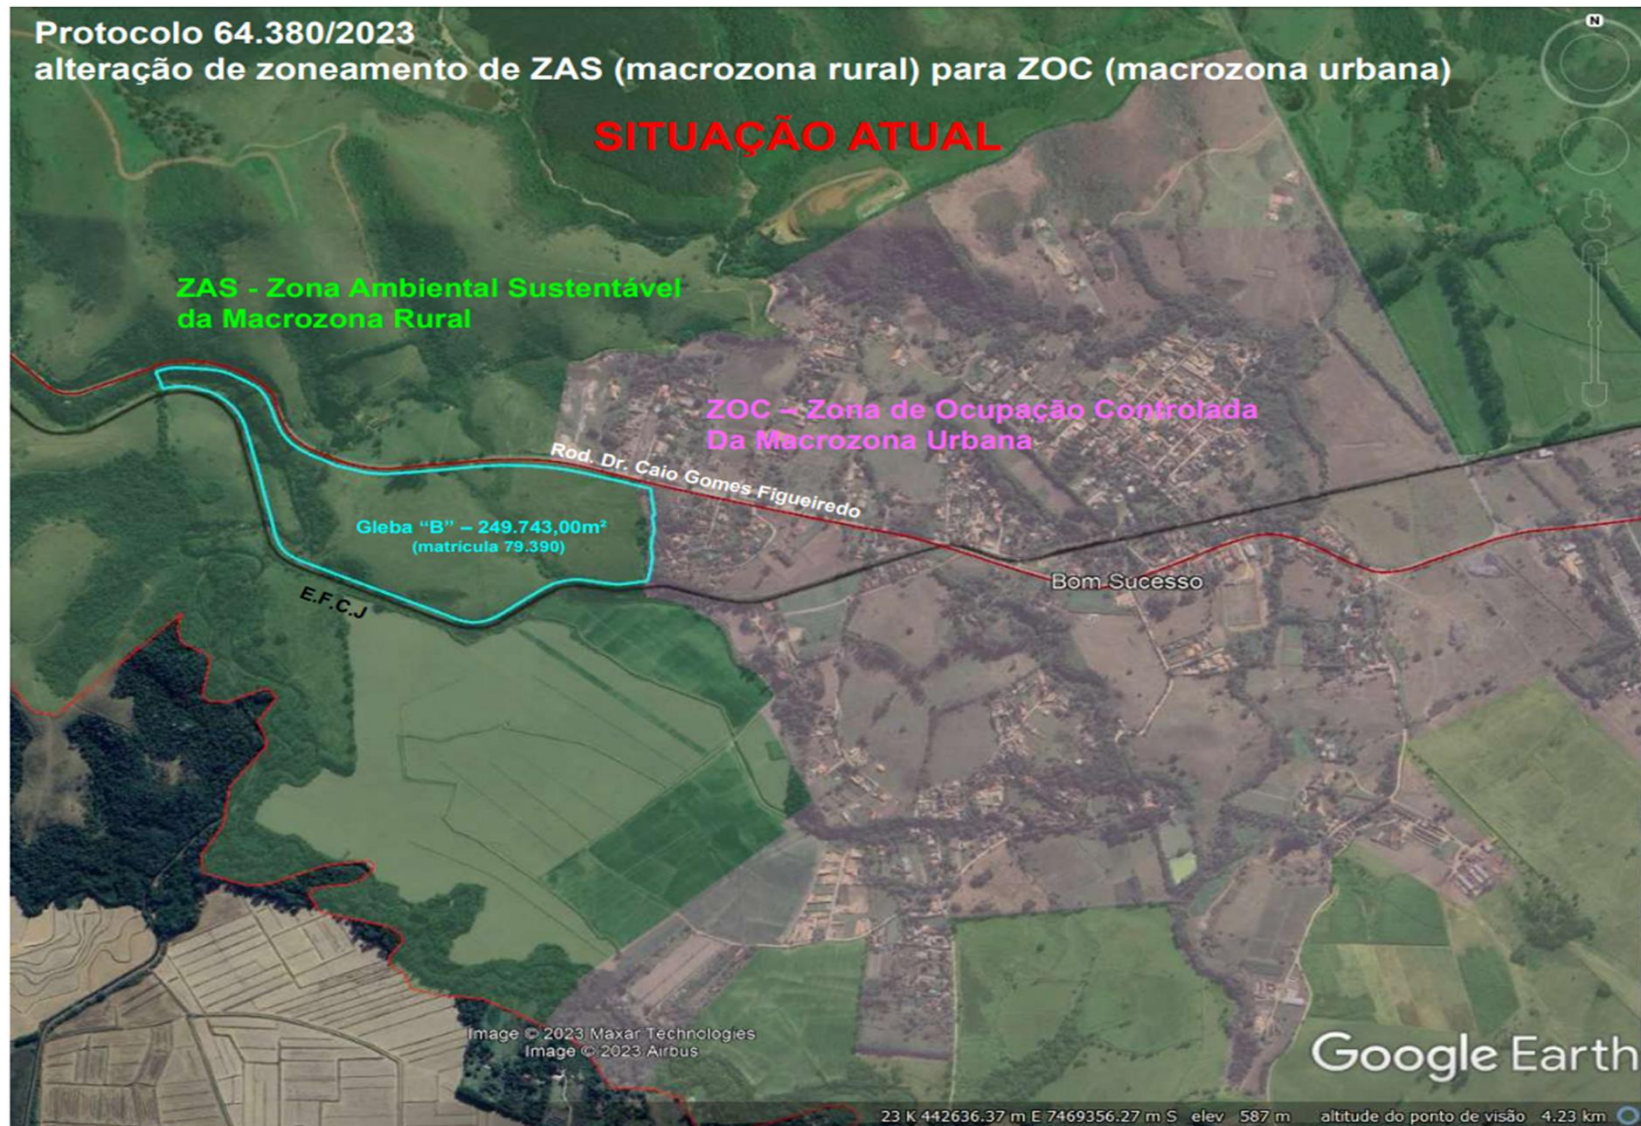 Protocolo 64.380/2023
alteração de zoneamento de ZAS (macrozona rural) para ZOC (macrozona urbana)
N
SITUAÇÃO ATUAL
ZAS - Zona Ambiental Sustentável
da Macrozona Rural
ZOC – Zona de Ocupação Controlada
Da Macrozona Urbana
Rod. Dr. Caio Gomes Figueiredo
Gleba “B” – 249.743,00m²
(matrícula 79.390)
E.F.C.J
Bom Sucesso
Image © 2023 Maxar Technologies
Image © 2023 Airbus
Google Earth
23 K 442636.37 m E 7469356.27 m S elev 587 m altitude do ponto de visão 4.23 km